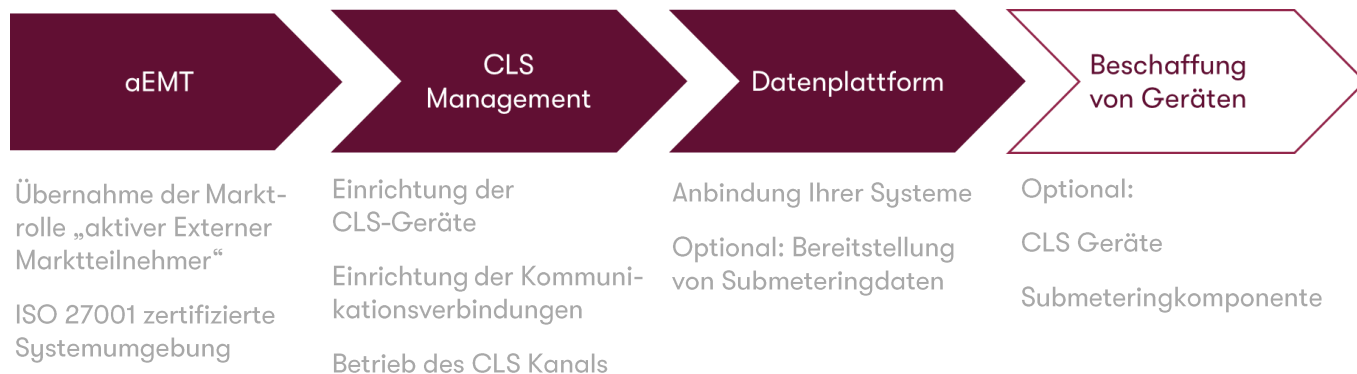 aEMT
CLS
Management
Datenplattform
Beschaffung
von Geräten
Übernahme der Markt-
rolle „aktiver Externer
Marktteilnehmer“
ISO 27001 zertifizierte
Systemumgebung
Einrichtung der
CLS-Geräte
Einrichtung der Kommuni-
kationsverbindungen
Betrieb des CLS Kanals
Anbindung Ihrer Systeme
Optional: Bereitstellung
von Submeteringdaten
Optional:
CLS Geräte
Submeteringkomponente